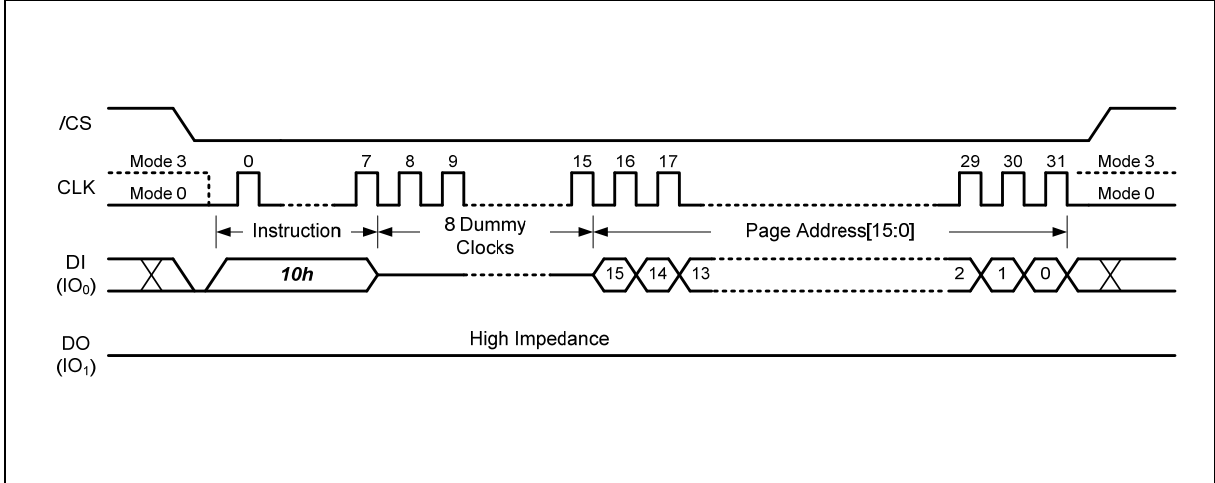 /CS
Mode 3 0 7 8 9 15 16 17 29 30 31 Mode 3
CLK
Mode 0 Mode 0
Instruction 8 Dummy Clocks Page Address[15:0]
DI
(IO₀)
10h 15 14 13 2 1 0
High Impedance
DO
(IO₁)